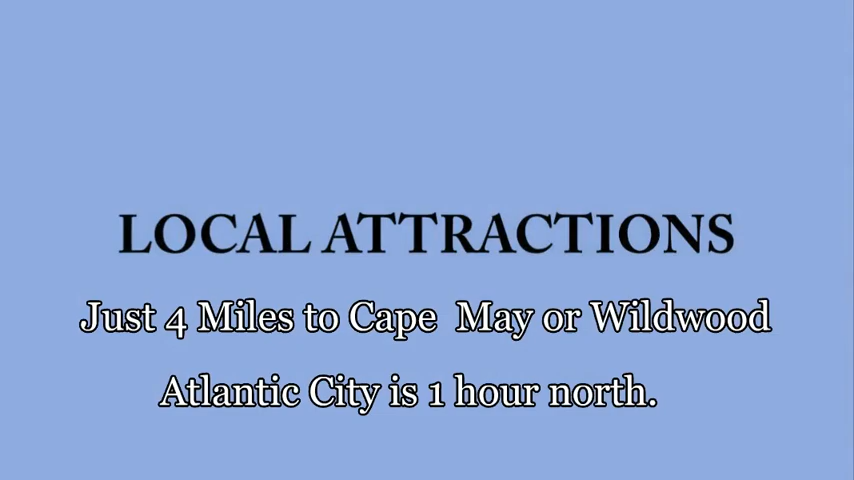 LOCAL ATTRACTIONS
Just 4 Miles to Cape  May or Wildwood
Atlantic City is 1 hour north.